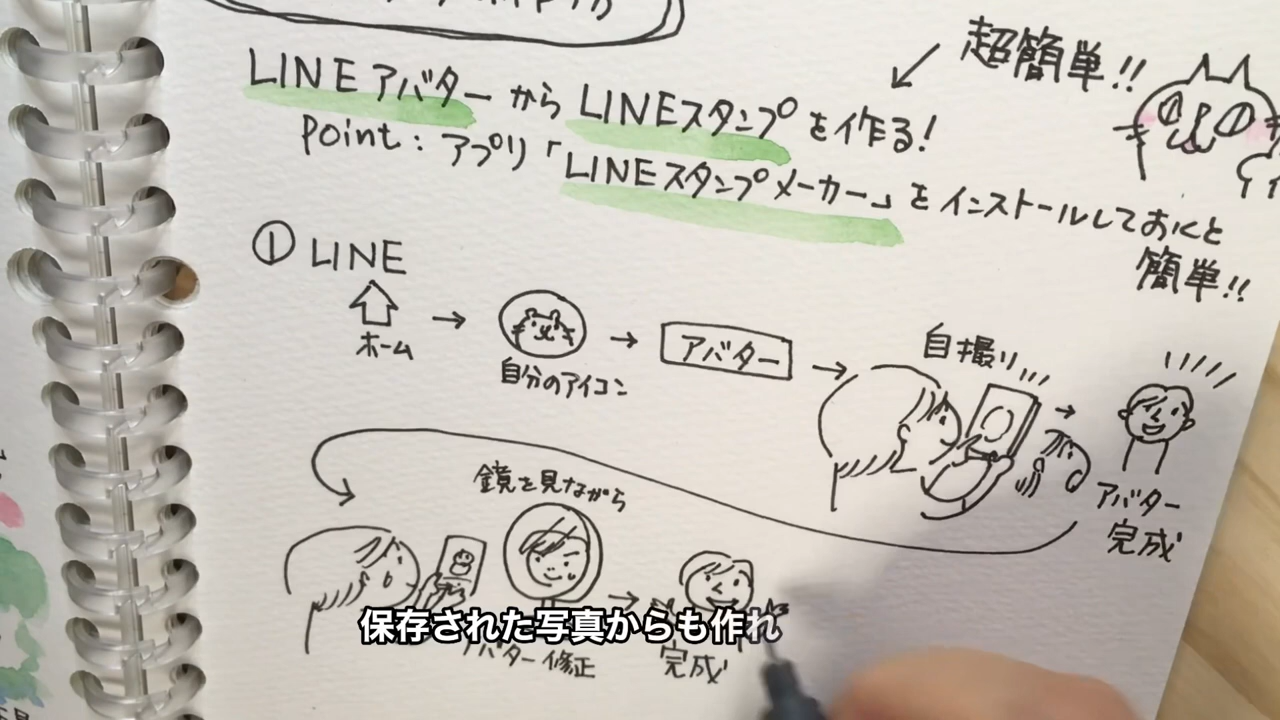 超簡単!!
LINEアバターからLINEスタンプを作る!
Point:アプリ「LINEスタンプメーカー」をインストールしておくと
簡単!!
① LINE
ホーム
自分のアイコン
アバター
自撮り
アバター
完成
鏡を見ながら
アバター修正
完成
保存された写真からも作れ